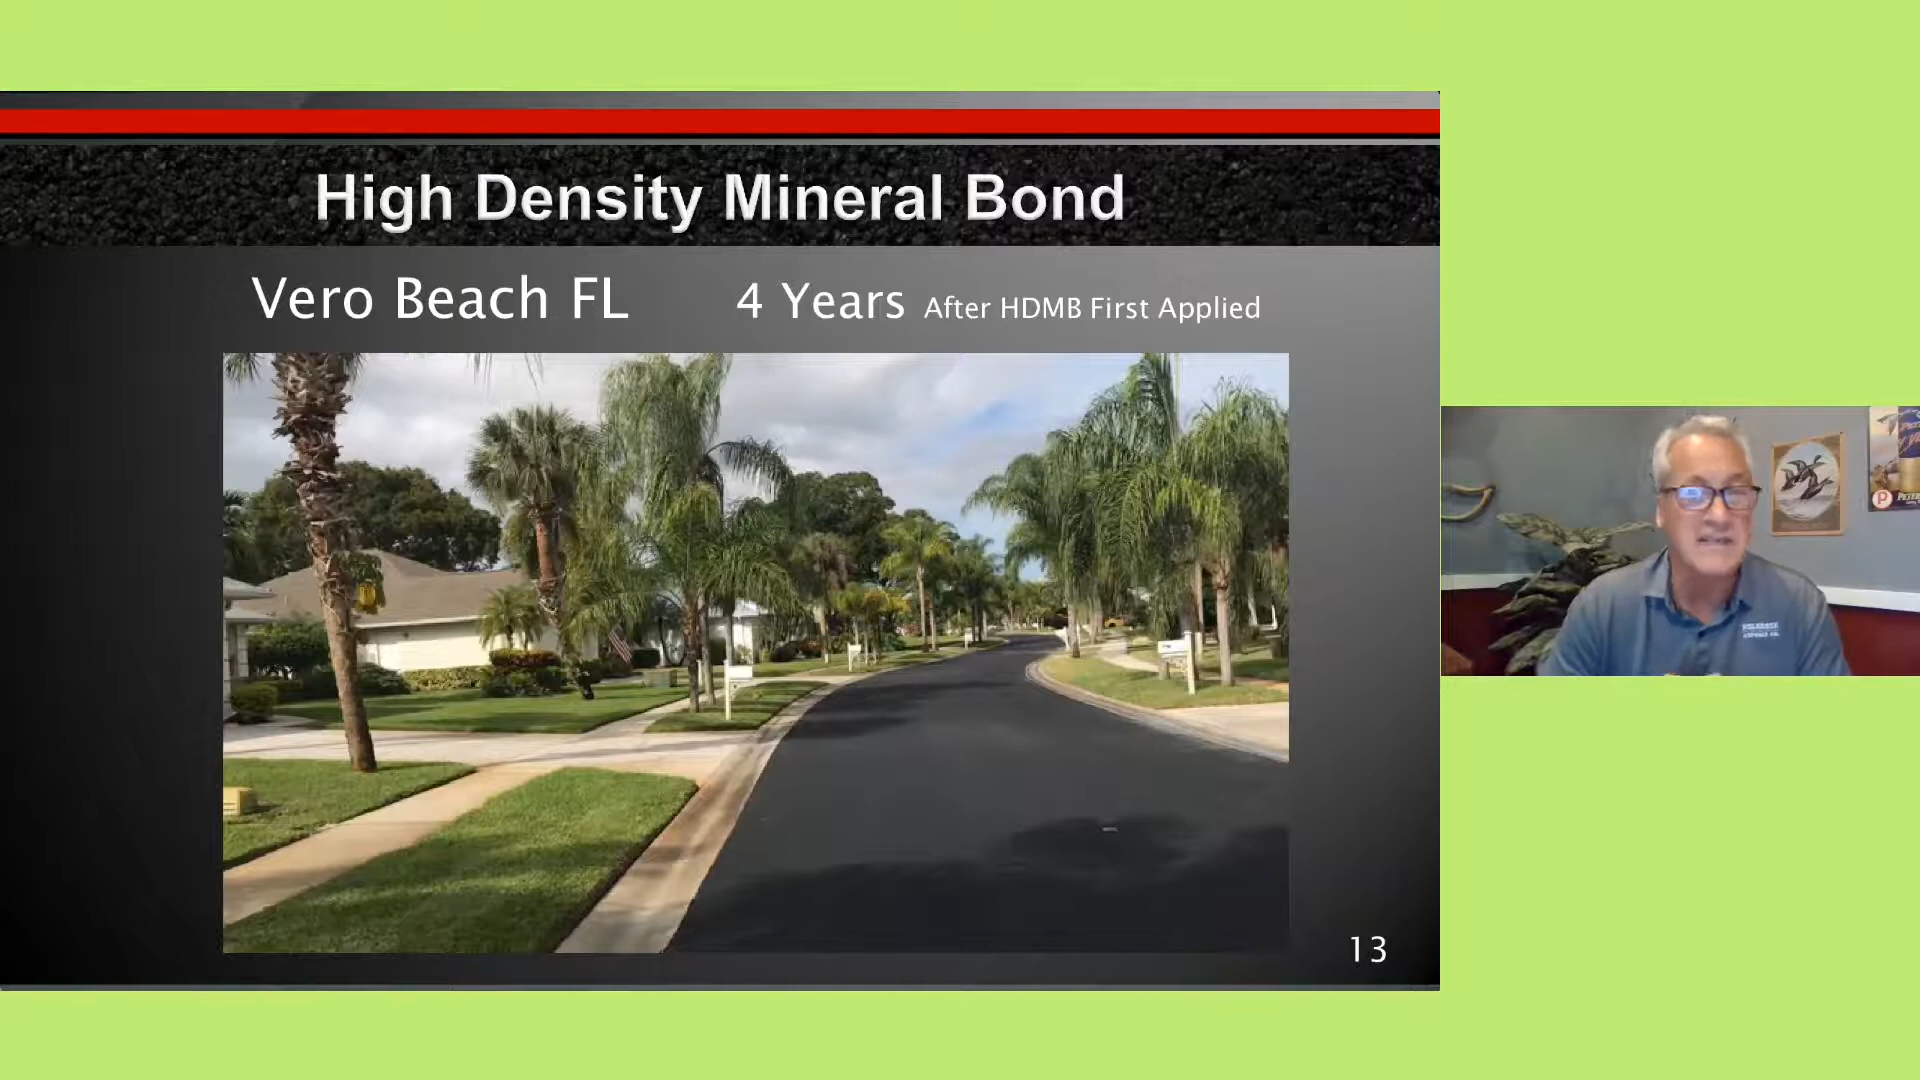 High Density Mineral Bond
Vero Beach FL 4 Years After HDMB First Applied
13